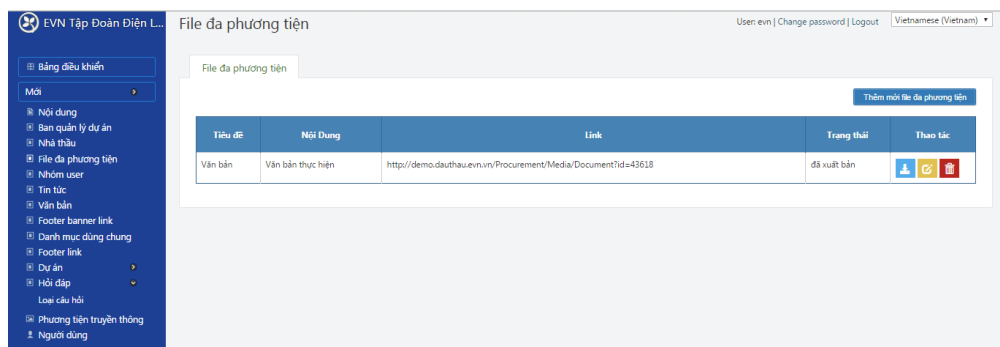 EVN Tập Đoàn Điện L...
File đa phương tiện
User: evn | Change password | Logout
Vietnamese (Vietnam)
Bảng điều khiển
Mới
Nội dung
Ban quản lý dự án
Nhà thầu
File đa phương tiện
Nhóm user
Tin tức
Văn bản
Footer banner link
Danh mục dùng chung
Footer link
Dự án
Hỏi đáp
Loại câu hỏi
Phương tiện truyền thông
Người dùng
File đa phương tiện
Thêm mới file đa phương tiện
Tiêu đề Nội Dung Link Trạng thái Thao tác
Văn bản Văn bản thực hiện http://demo.dauthau.evn.vn/Procurement/Media/Document?id=43618 đã xuất bản